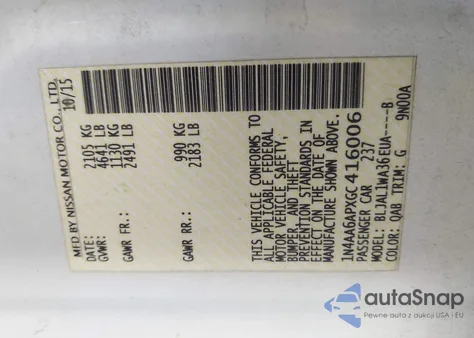 MFD BY NISSAN MOTOR CO., LTD.
10/15
GVWR: 2105 KG
4641 LB
GAWR FR: 1130 KG
2491 LB
GAWR RR: 990 KG
2183 LB
THIS VEHICLE CONFORMS TO
ALL APPLICABLE FEDERAL
MOTOR VEHICLE SAFETY,
BUMPER, AND THEFT
PREVENTION STANDARDS IN
EFFECT ON THE DATE OF
MANUFACTURE SHOWN ABOVE.
1N4AA6APXGC416006
PASSENGER CAR 237
MODEL: BLJALIWA36EUA----B
COLOR: QAB TRIM: G 9N00A
autoSnap
Pewne auta z aukcji USA - EU